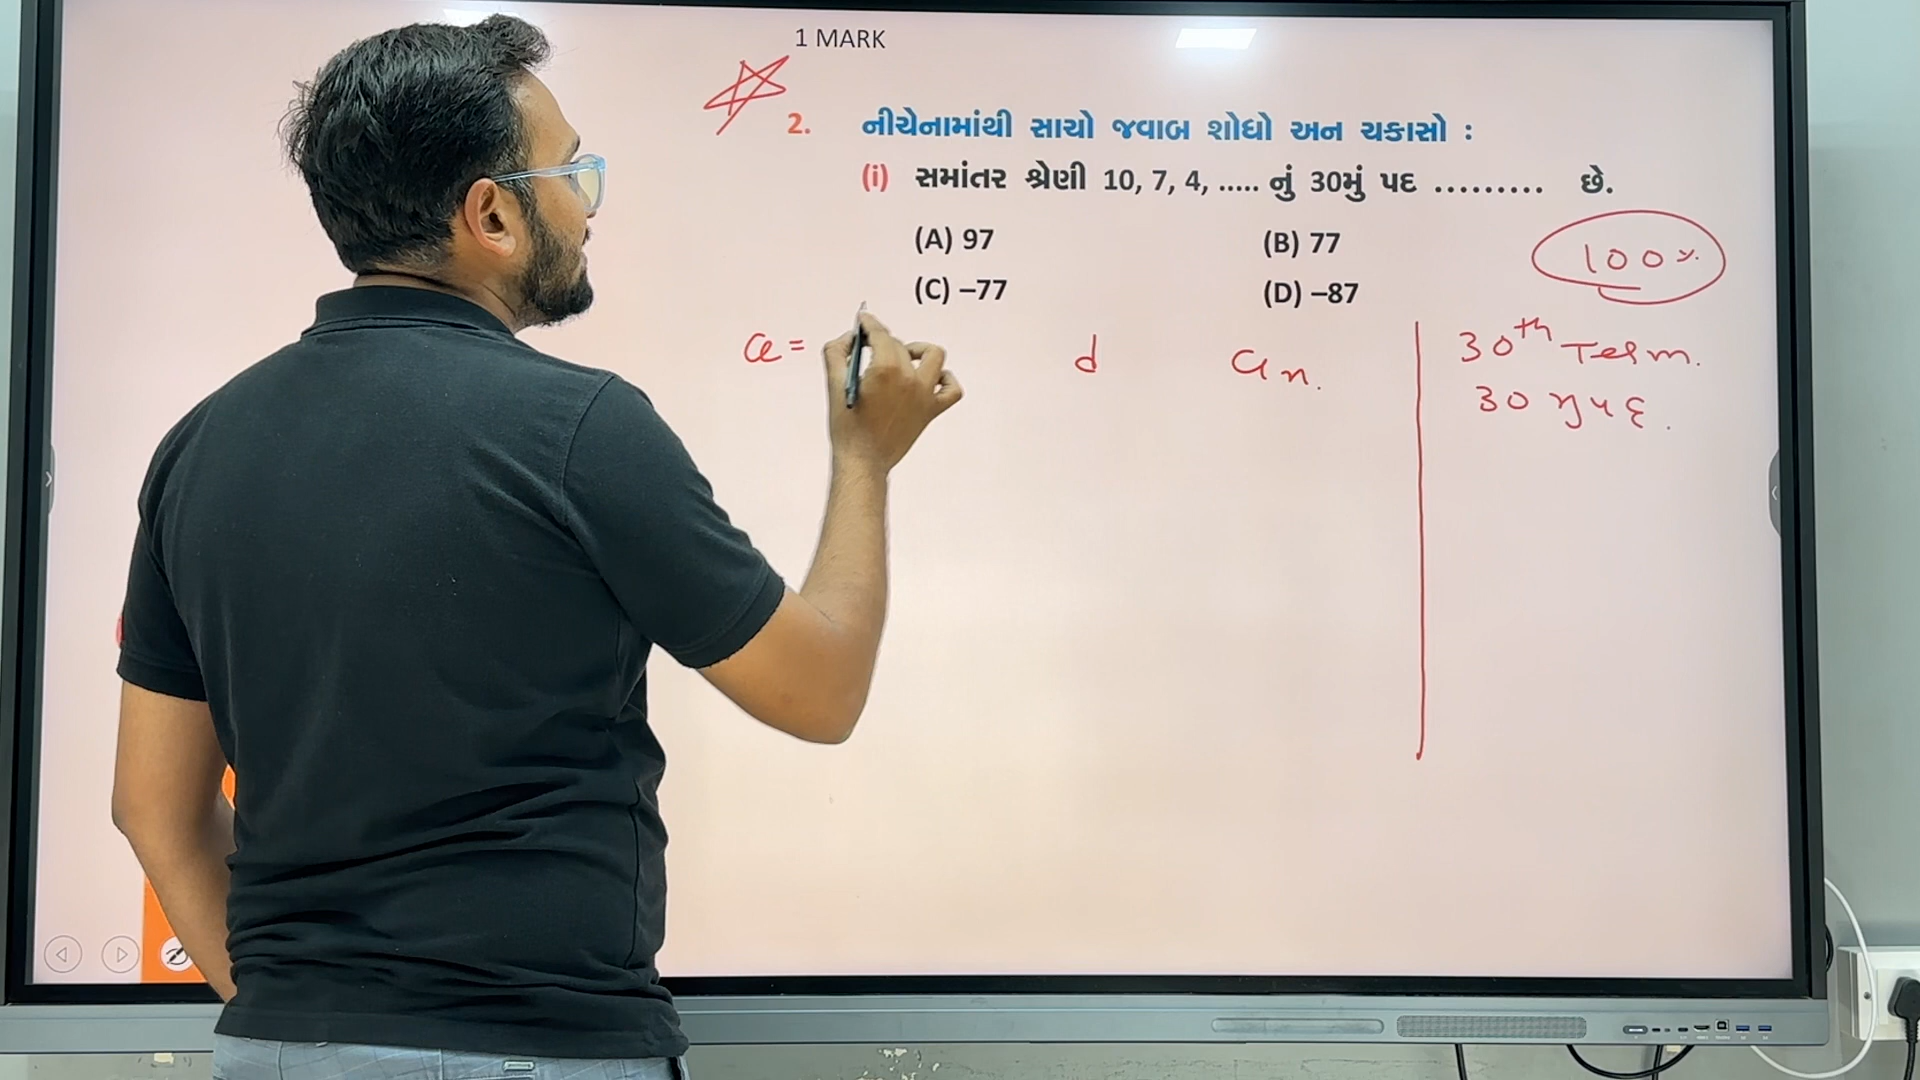 1 MARK
2. નીચેનામાંથી સાચો જવાબ શોધો અન ચકાસો :
(i) સમાંતર શ્રેણી 10, 7, 4, ..... નું 30મું પદ ......... છે.
(A) 97 (B) 77
(C) –77 (D) –87
100%
a = d an.
30th Term.
30 મુ પદ.